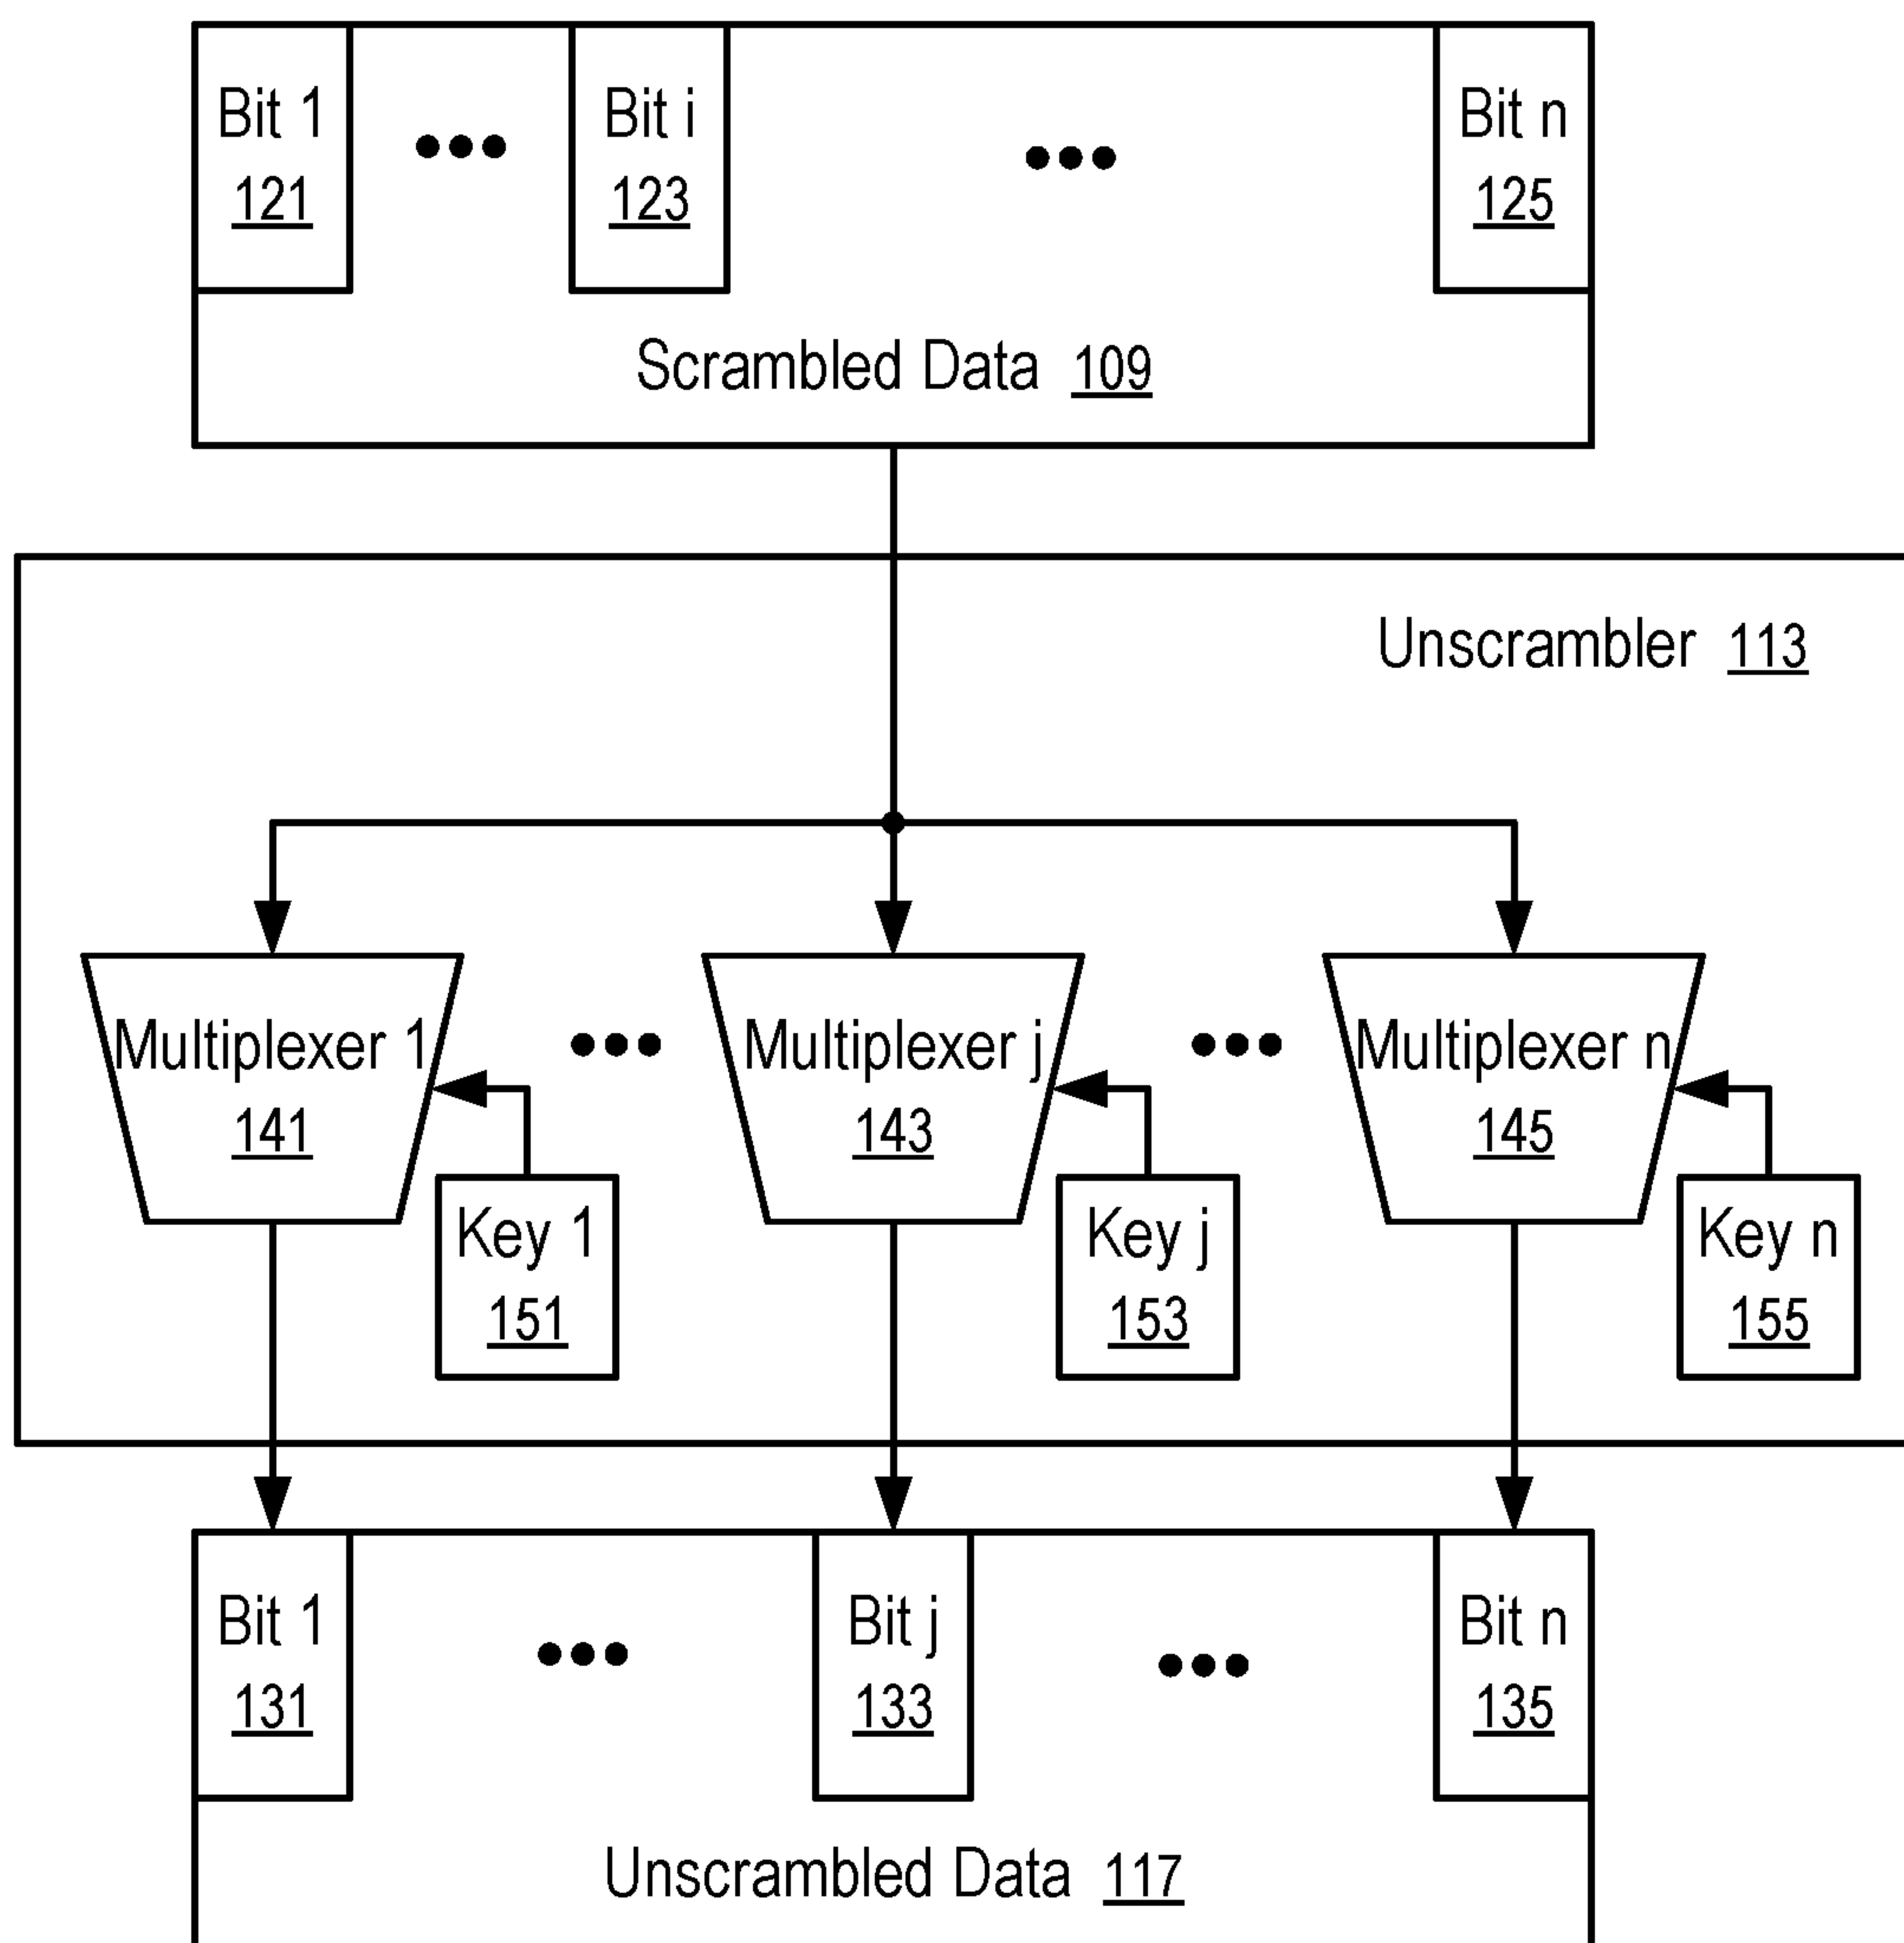 Bit 1
121
Bit i
123
Bit n
125
Scrambled Data 109
Unscrambler 113
Multiplexer 1
141
Multiplexer j
143
Multiplexer n
145
Key 1
151
Key j
153
Key n
155
Bit 1
131
Bit j
133
Bit n
135
Unscrambled Data 117